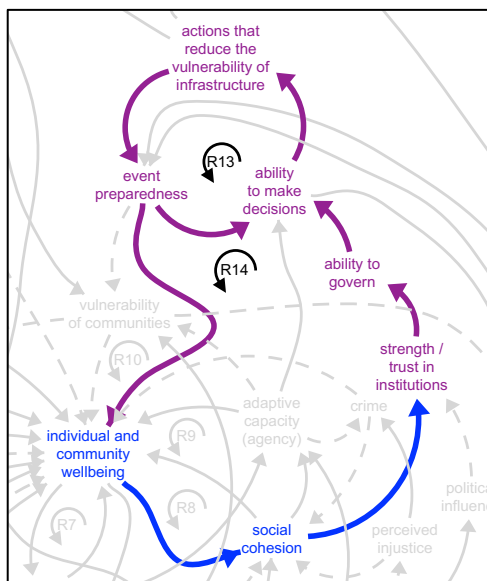 actions that
reduce the
vulnerability of
infrastructure
R13
event
preparedness
ability
to make
decisions
R14
ability to
govern
vulnerability
of communities
strength /
trust in
institutions
R10
adaptive
capacity
(agency)
crime
individual and
community
wellbeing
R9
R8
R7
social
cohesion
perceived
injustice
political
influence